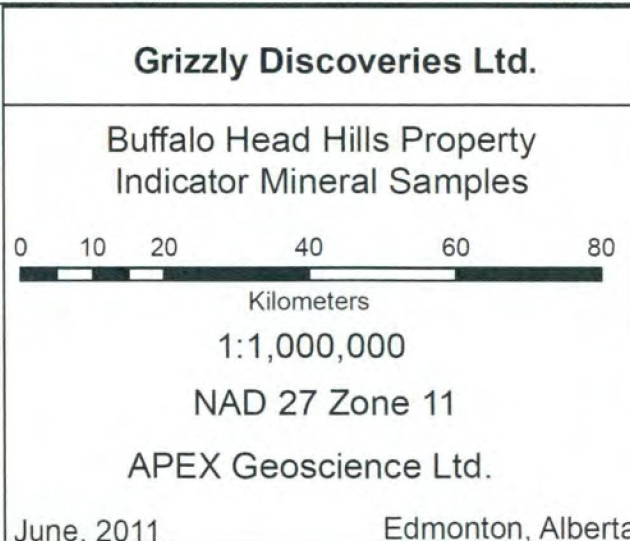 Grizzly Discoveries Ltd.
Buffalo Head Hills Property
Indicator Mineral Samples
0 10 20 40 60 80
Kilometers
1:1,000,000
NAD 27 Zone 11
APEX Geoscience Ltd.
June, 2011 Edmonton, Alberta